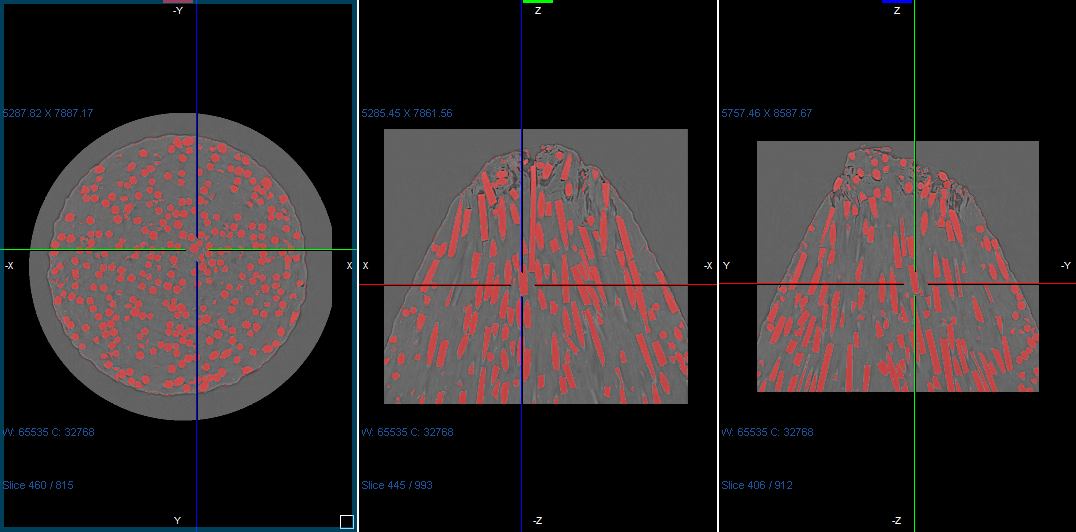 -Y
5287.82 X 7887.17
-X
X
W: 65535 C: 32768
Slice 460 / 815
Y
Z
5285.45 X 7861.56
X
-X
W: 65535 C: 32768
Slice 445 / 993
-Z
Z
5757.46 X 8587.67
Y
-Y
W: 65535 C: 32768
Slice 406 / 912
-Z